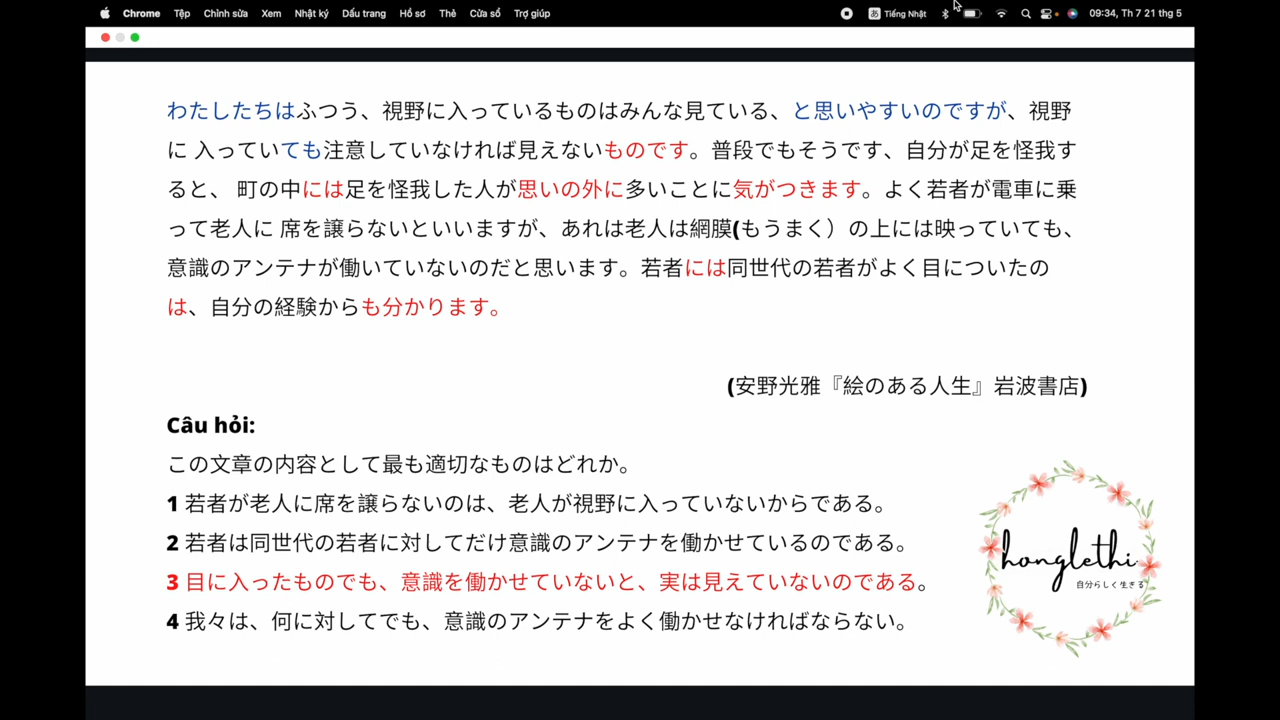 Chrome Tệp Chỉnh sửa Xem Nhật ký Dấu trang Hồ sơ Thẻ Cửa sổ Trợ giúp あ Tiếng Nhật 09:34, Th 7 21 thg 5
わたしたちはふつう、視野に入っているものはみんな見ている、と思いやすいのですが、視野
に 入っていても注意していなければ見えないものです。普段でもそうです、自分が足を怪我す
ると、 町の中には足を怪我した人が思いの外に多いことに気がつきます。よく若者が電車に乗
って老人に 席を譲らないといいますが、あれは老人は網膜(もうまく）の上には映っていても、
意識のアンテナが働いていないのだと思います。若者には同世代の若者がよく目についたの
は、自分の経験からも分かります。
(安野光雅『絵のある人生』岩波書店)
Câu hỏi:
この文章の内容として最も適切なものはどれか。
1 若者が老人に席を譲らないのは、老人が視野に入っていないからである。
2 若者は同世代の若者に対してだけ意識のアンテナを働かせているのである。
3 目に入ったものでも、意識を働かせていないと、実は見えていないのである。
4 我々は、何に対してでも、意識のアンテナをよく働かせなければならない。
honglethi
自分らしく生きる